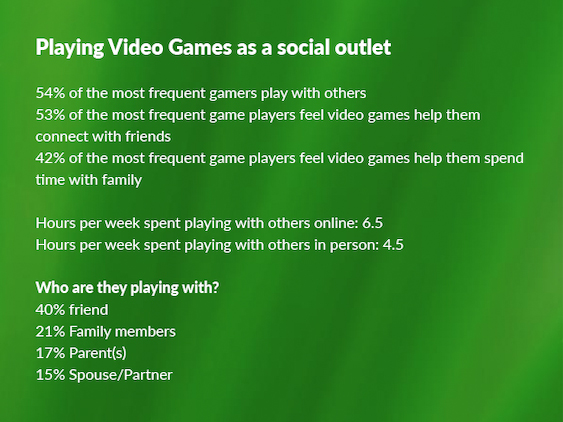 Playing Video Games as a social outlet
54% of the most frequent gamers play with others
53% of the most frequent game players feel video games help them
connect with friends
42% of the most frequent game players feel video games help them spend
time with family
Hours per week spent playing with others online: 6.5
Hours per week spent playing with others in person: 4.5
Who are they playing with?
40% friend
21% Family members
17% Parent(s)
15% Spouse/Partner